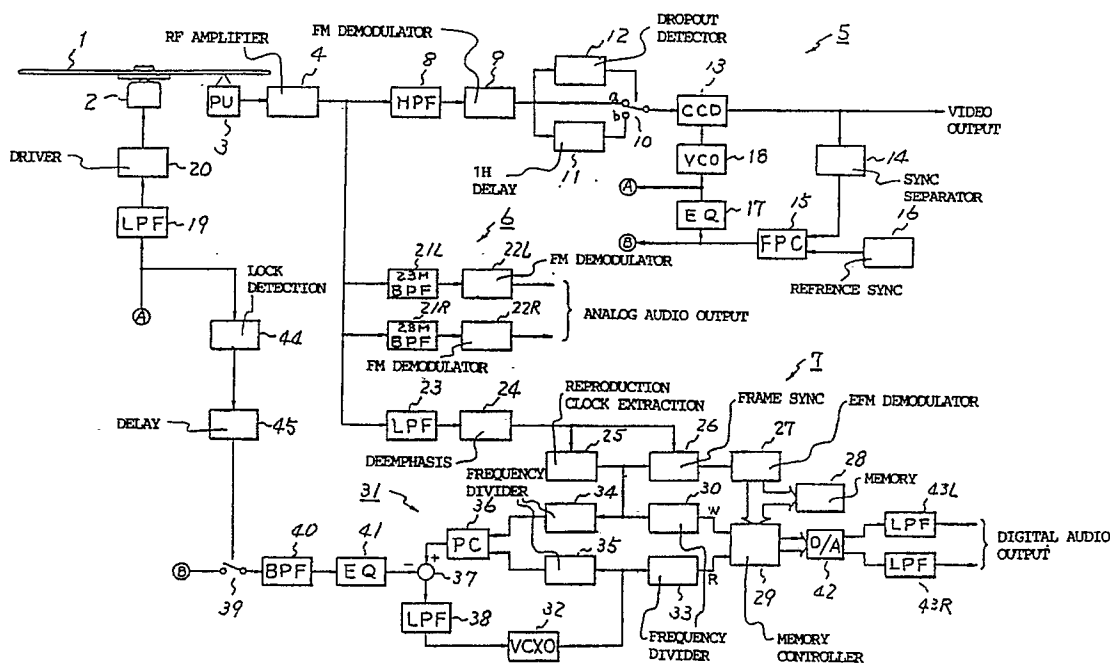 DROPOUT
DETECTOR
FM DEMODULATOR
RF AMPLIFIER
5
1
4
8
9
12
13
2
PU
3
HPF
a
b
10
CCD
VIDEO
OUTPUT
DRIVER
20
1H
DELAY
11
VCO
18
14
SYNC
SEPARATOR
A
LPF
19
EQ
17
15
16
B
FPC
REFRENCE SYNC
6
21L
22L
FM DEMODULATOR
23M
BPF
LOCK
DETECTION
A
44
21R
22R
28M
BPF
ANALOG AUDIO OUTPUT
FM DEMODULATOR
7
REPRODUCTION
CLOCK EXTRACTION
FRAME SYNC
EFM DEMODULATOR
23
24
LPF
DEEMPHASIS
25
26
27
28
MEMORY
DELAY
45
FREQUENCY
DIVIDER
31
36
34
30
W
43L
PC
35
D/A
LPF
DIGITAL AUDIO
OUTPUT
40
41
B
39
BPF
EQ
-
+
37
R
33
29
42
LPF
43R
LPF
38
32
VCXO
FREQUENCY
DIVIDER
MEMORY
CONTROLLER